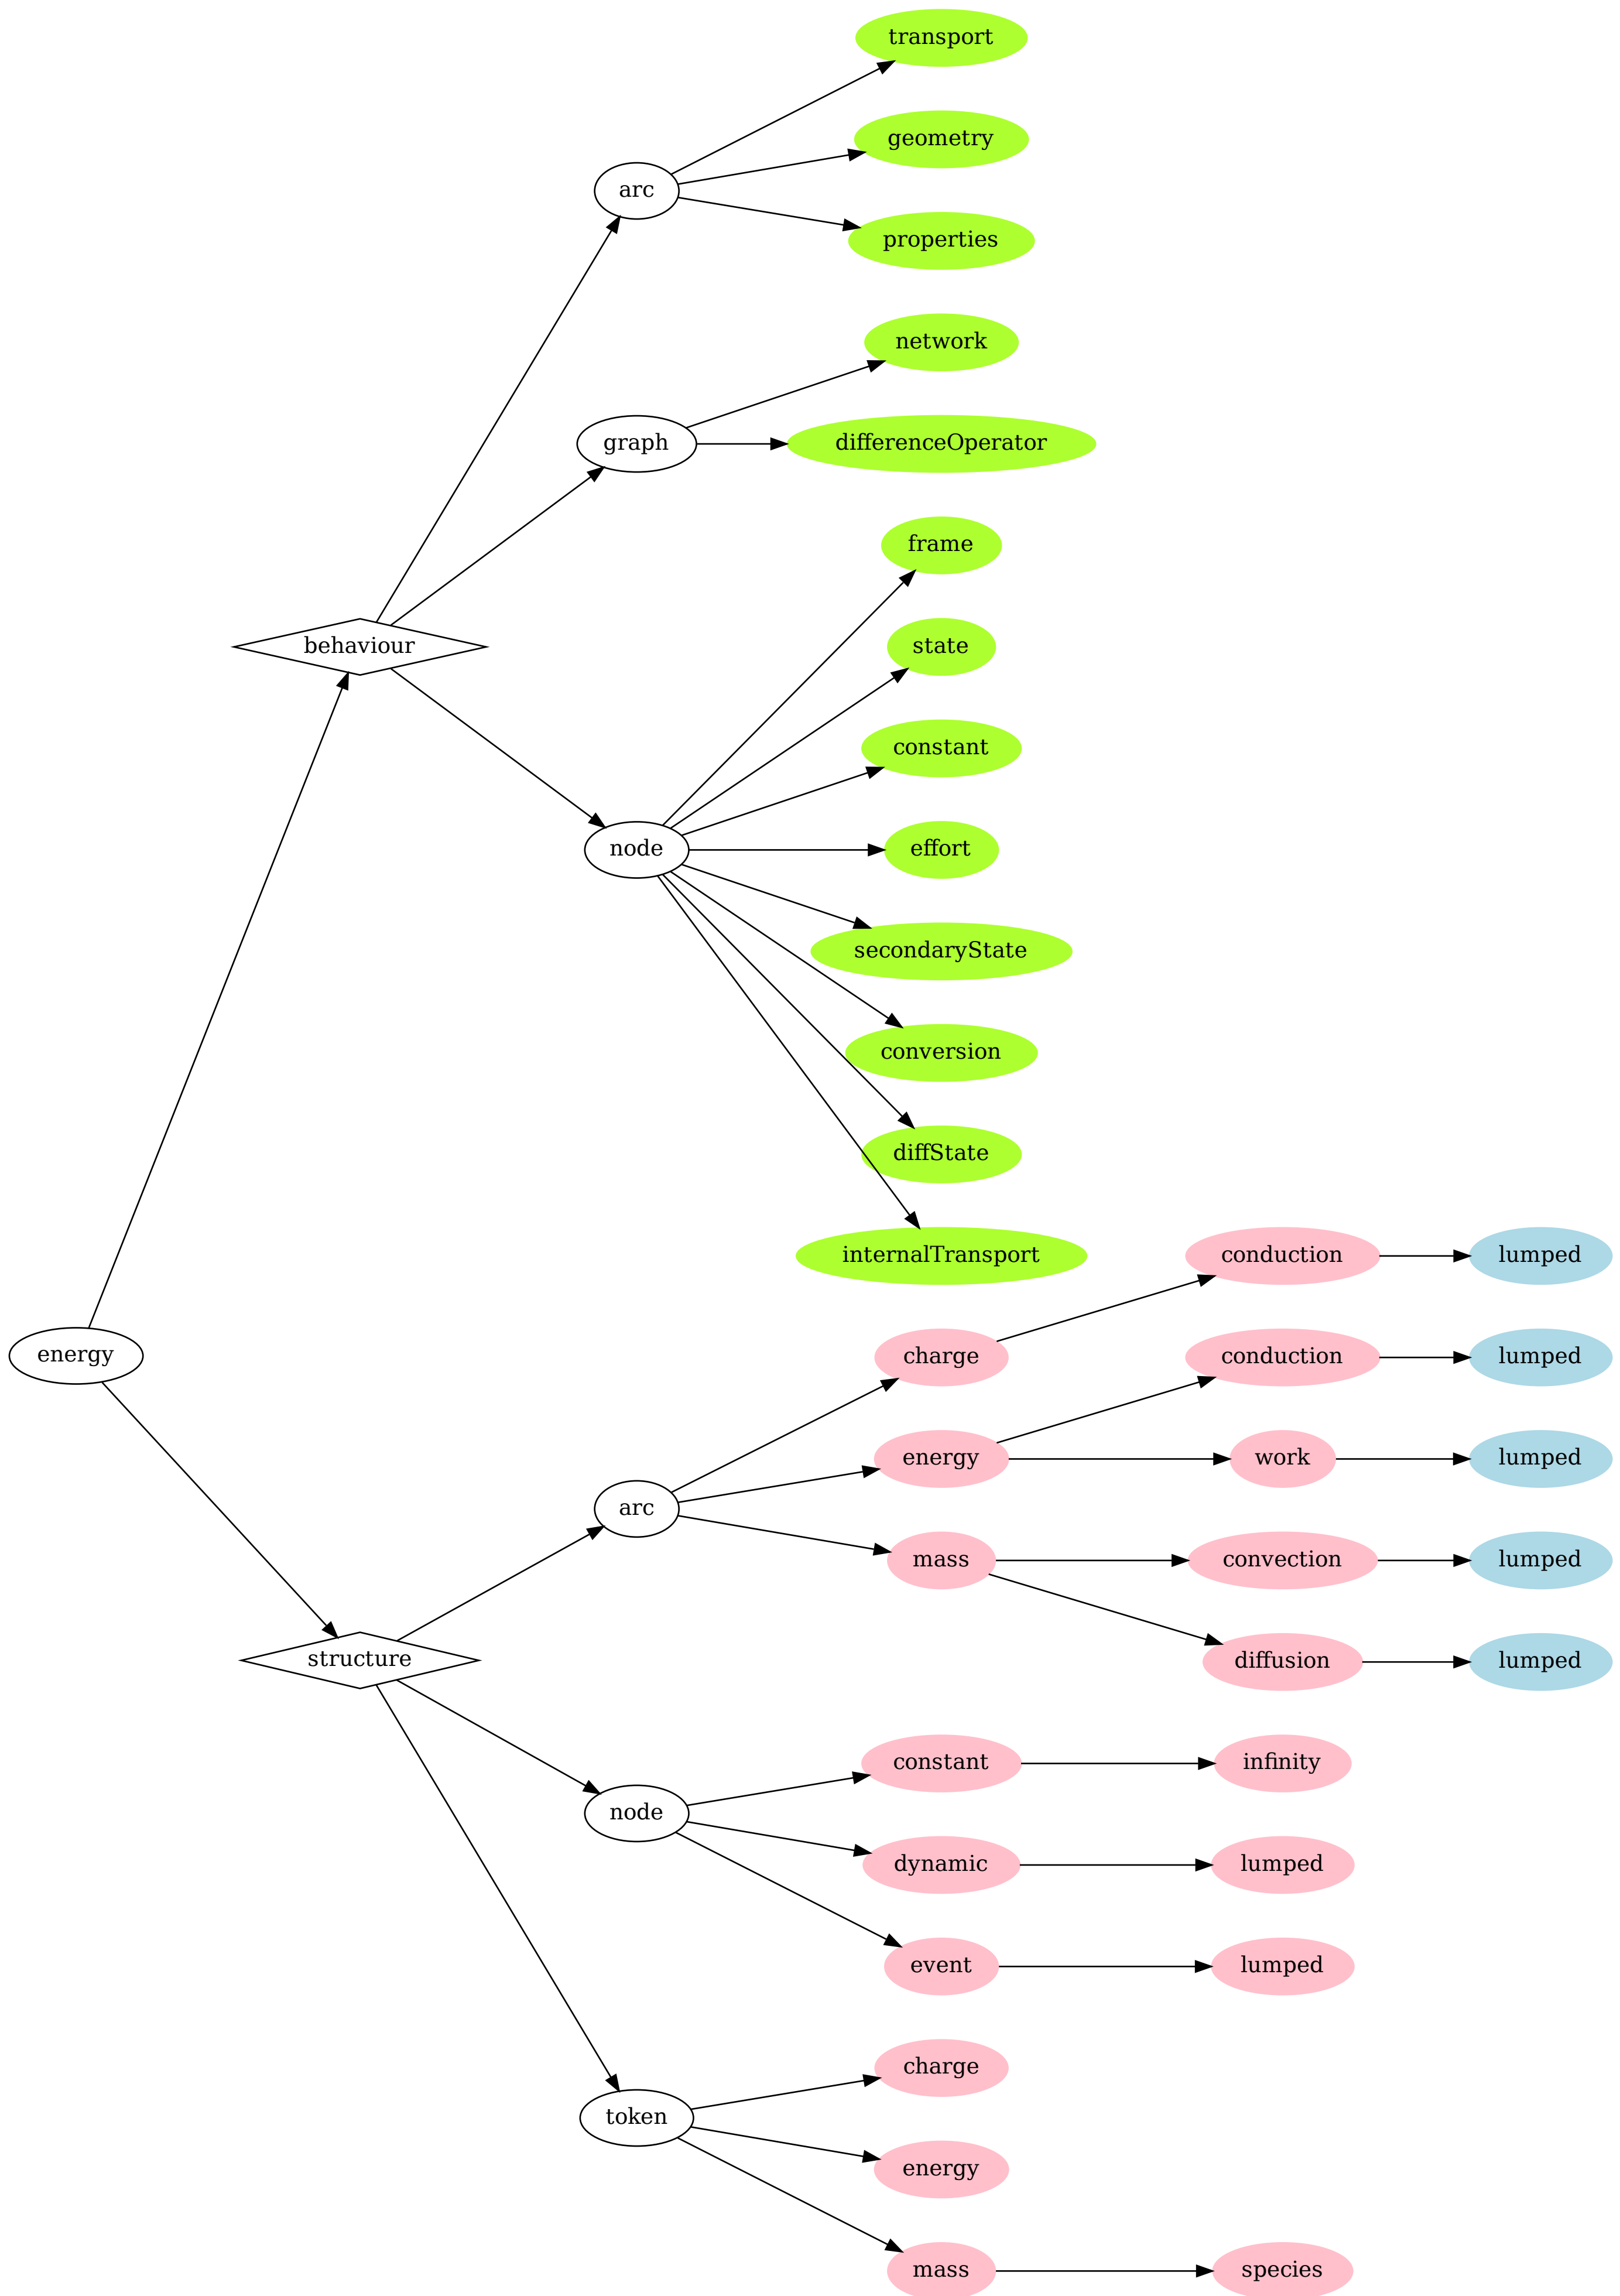 transport
geometry
arc
properties
network
graph
differenceOperator
frame
behaviour
state
constant
node
effort
secondaryState
conversion
diffState
internalTransport
conduction
lumped
energy
charge
conduction
lumped
energy
work
lumped
arc
mass
convection
lumped
structure
diffusion
lumped
constant
infinity
node
dynamic
lumped
event
lumped
charge
token
energy
mass
species